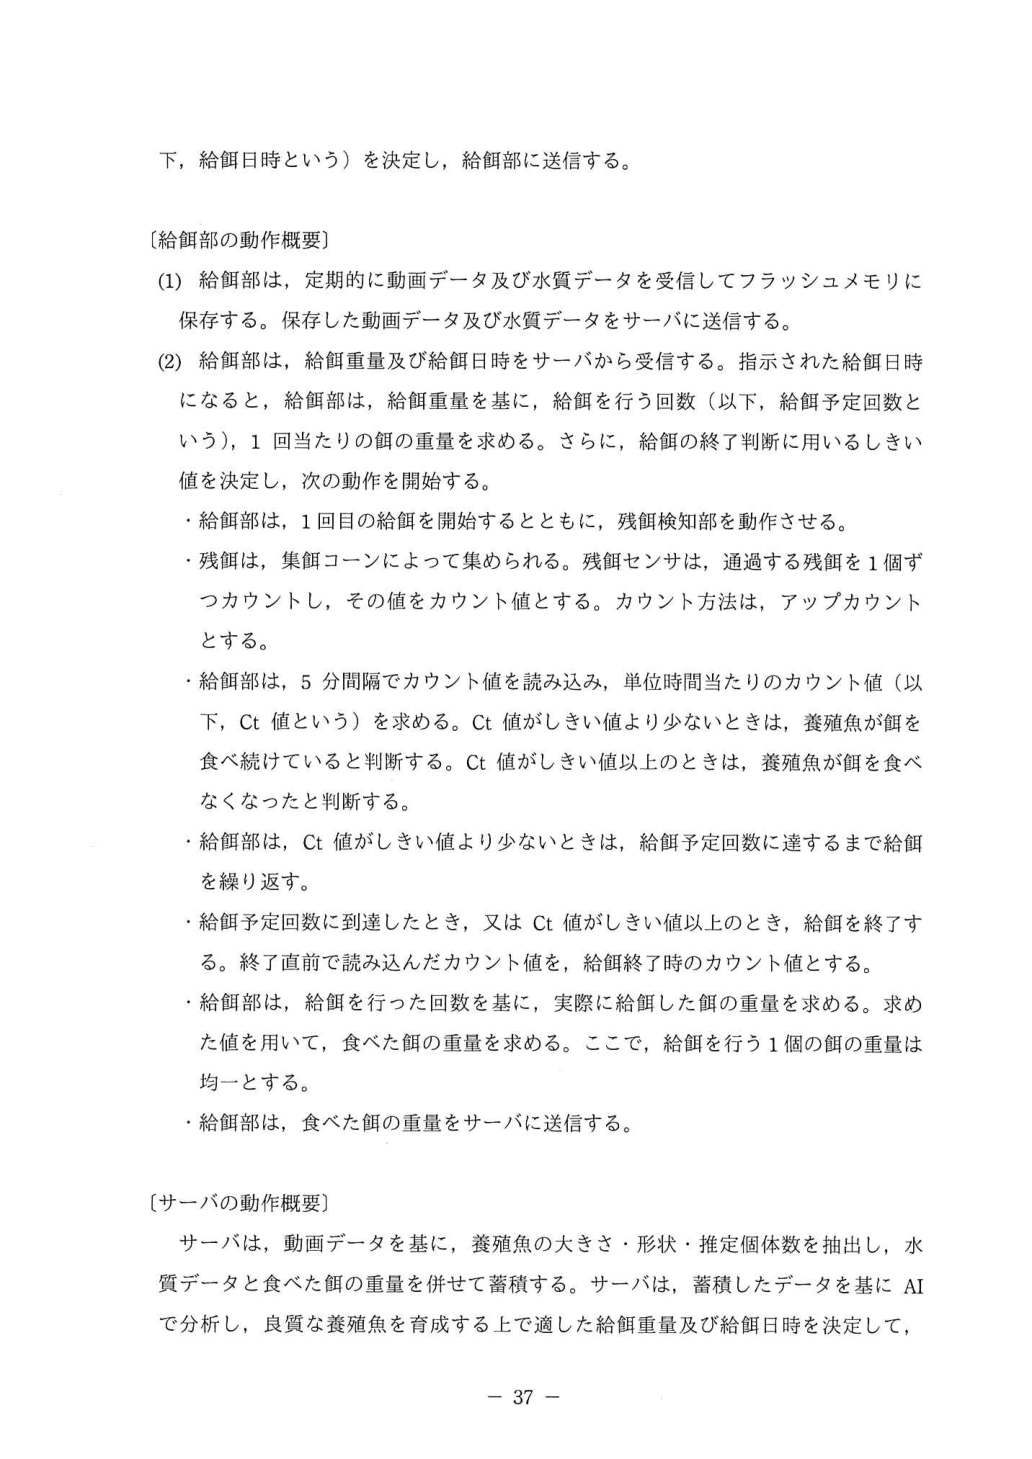 下，給餌日時という）を決定し，給餌部に送信する。
〔給餌部の動作概要〕
(1) 給餌部は，定期的に動画データ及び水質データを受信してフラッシュメモリに
保存する。保存した動画データ及び水質データをサーバに送信する。
(2) 給餌部は，給餌重量及び給餌日時をサーバから受信する。指示された給餌日時
になると，給餌部は，給餌重量を基に，給餌を行う回数（以下，給餌予定回数と
いう），1 回当たりの餌の重量を求める。さらに，給餌の終了判断に用いるしきい
値を決定し，次の動作を開始する。
・給餌部は，1 回目の給餌を開始するとともに，残餌検知部を動作させる。
・残餌は，集餌コーンによって集められる。残餌センサは，通過する残餌を 1 個ず
つカウントし，その値をカウント値とする。カウント方法は，アップカウント
とする。
・給餌部は，5 分間隔でカウント値を読み込み，単位時間当たりのカウント値（以
下，Ct 値という）を求める。Ct 値がしきい値より少ないときは，養殖魚が餌を
食べ続けていると判断する。Ct 値がしきい値以上のときは，養殖魚が餌を食べ
なくなったと判断する。
・給餌部は，Ct 値がしきい値より少ないときは，給餌予定回数に達するまで給餌
を繰り返す。
・給餌予定回数に到達したとき，又は Ct 値がしきい値以上のとき，給餌を終了す
る。終了直前で読み込んだカウント値を，給餌終了時のカウント値とする。
・給餌部は，給餌を行った回数を基に，実際に給餌した餌の重量を求める。求め
た値を用いて，食べた餌の重量を求める。ここで，給餌を行う 1 個の餌の重量は
均一とする。
・給餌部は，食べた餌の重量をサーバに送信する。
〔サーバの動作概要〕
サーバは，動画データを基に，養殖魚の大きさ・形状・推定個体数を抽出し，水
質データと食べた餌の重量を併せて蓄積する。サーバは，蓄積したデータを基に AI
で分析し，良質な養殖魚を育成する上で適した給餌重量及び給餌日時を決定して，
－ 37 －